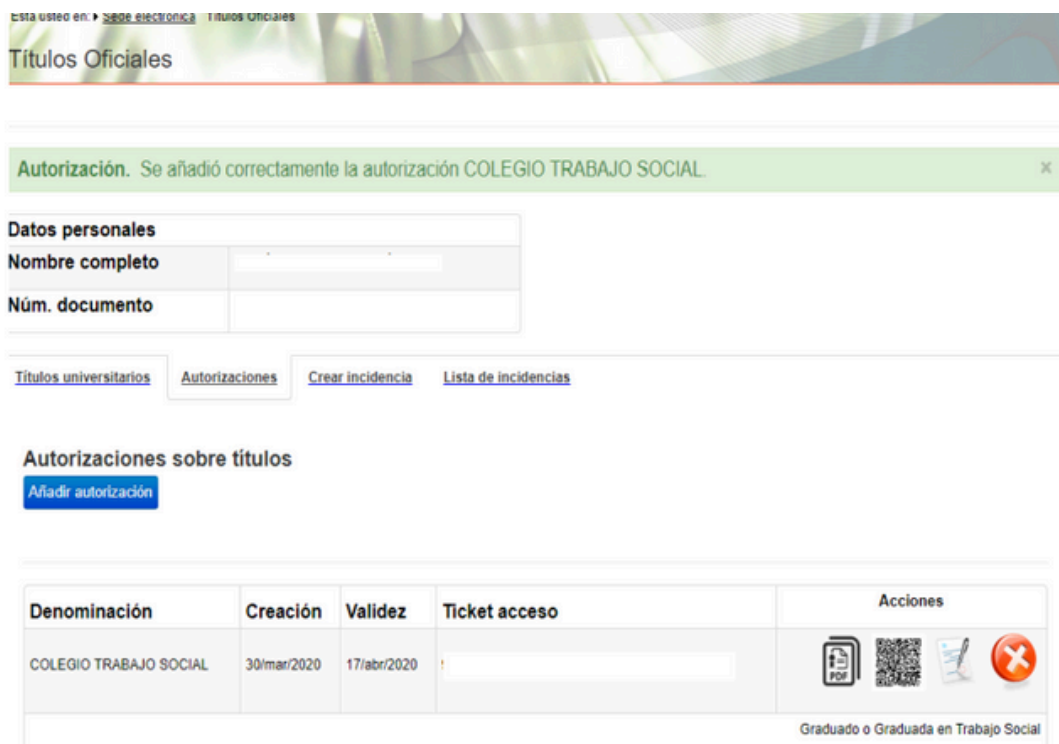 Está usted en: Sede electrónica Títulos Oficiales
Títulos Oficiales
Autorización. Se añadió correctamente la autorización COLEGIO TRABAJO SOCIAL. ×
Datos personales
Nombre completo
Núm. documento
Títulos universitarios Autorizaciones Crear incidencia Lista de incidencias
Autorizaciones sobre títulos
Añadir autorización
Denominación Creación Validez Ticket acceso Acciones
COLEGIO TRABAJO SOCIAL 30/mar/2020 17/abr/2020 PDF
Graduado o Graduada en Trabajo Social